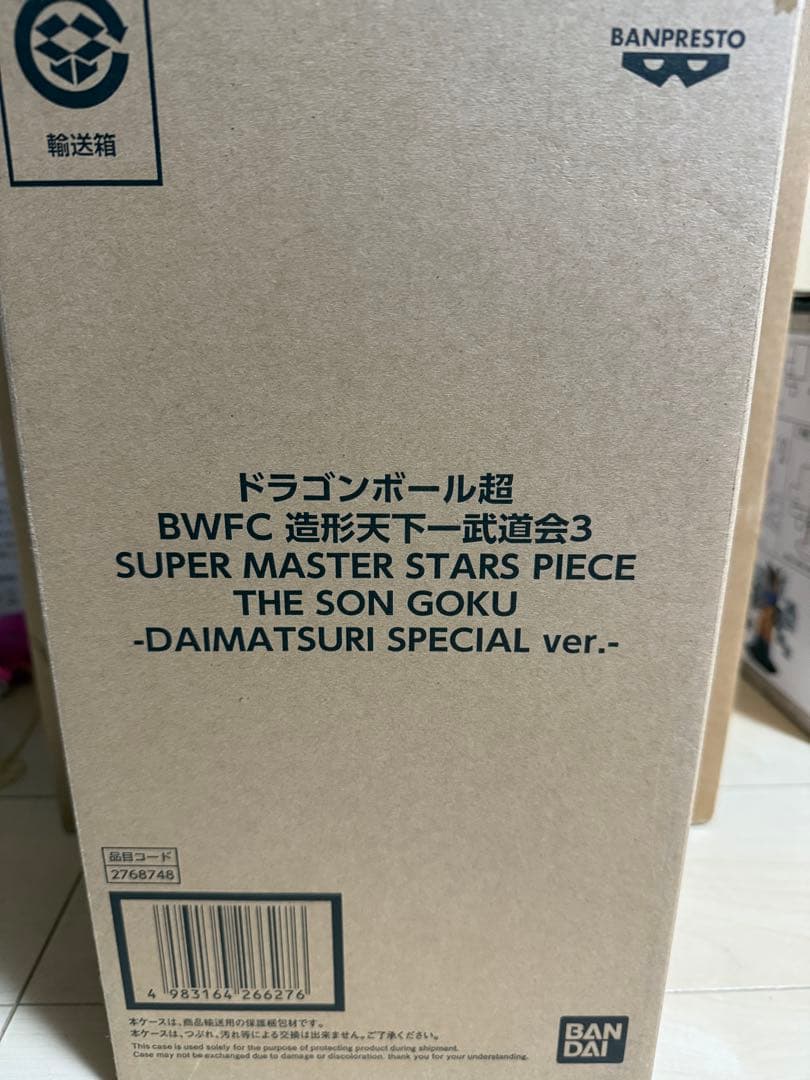 輸送箱
BANPRESTO
ドラゴンボール超
BWFC 造形天下一武道会3
SUPER MASTER STARS PIECE
THE SON GOKU
-DAIMATSURI SPECIAL ver.-
品目コード
2768748
4 983164 266276
本ケースは、商品輸送用の保護梱包材です。
本ケースは、つぶれ、汚れ等による交換は出来ません。ご了承ください。
This case is used solely for the purpose of protecting product during shipment.
Case may not be exchanged due to damage or discoloration. thank you for your understanding.
BAN
DAI